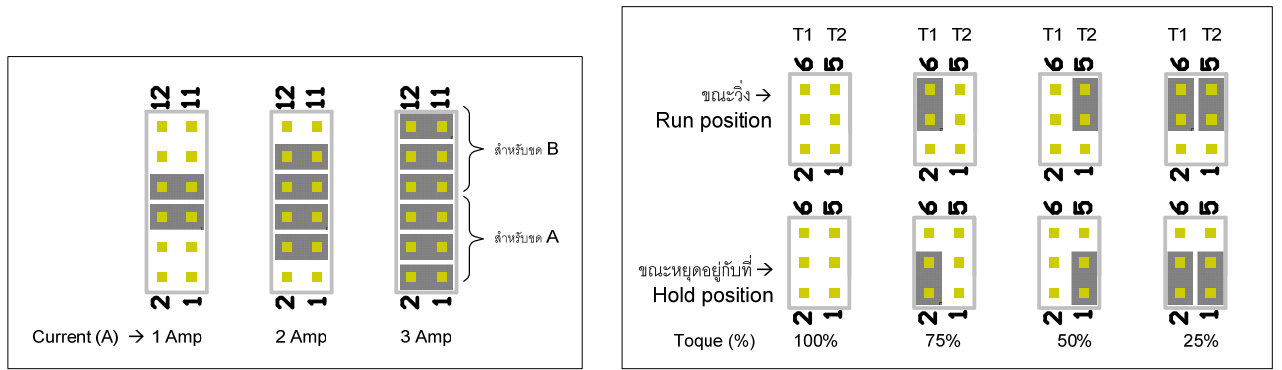 12 11
12 11
12 11
สำหรับขด B
สำหรับขด A
2 1
2 1
2 1
Current (A) → 1 Amp
2 Amp
3 Amp
T1 T2
T1 T2
T1 T2
T1 T2
6 5
6 5
6 5
6 5
ขณะวิ่ง →
Run position
2 1
2 1
2 1
2 1
6 5
6 5
6 5
6 5
ขณะหยุดอยู่กับที่ →
Hold position
2 1
2 1
2 1
2 1
Toque (%)
100%
75%
50%
25%